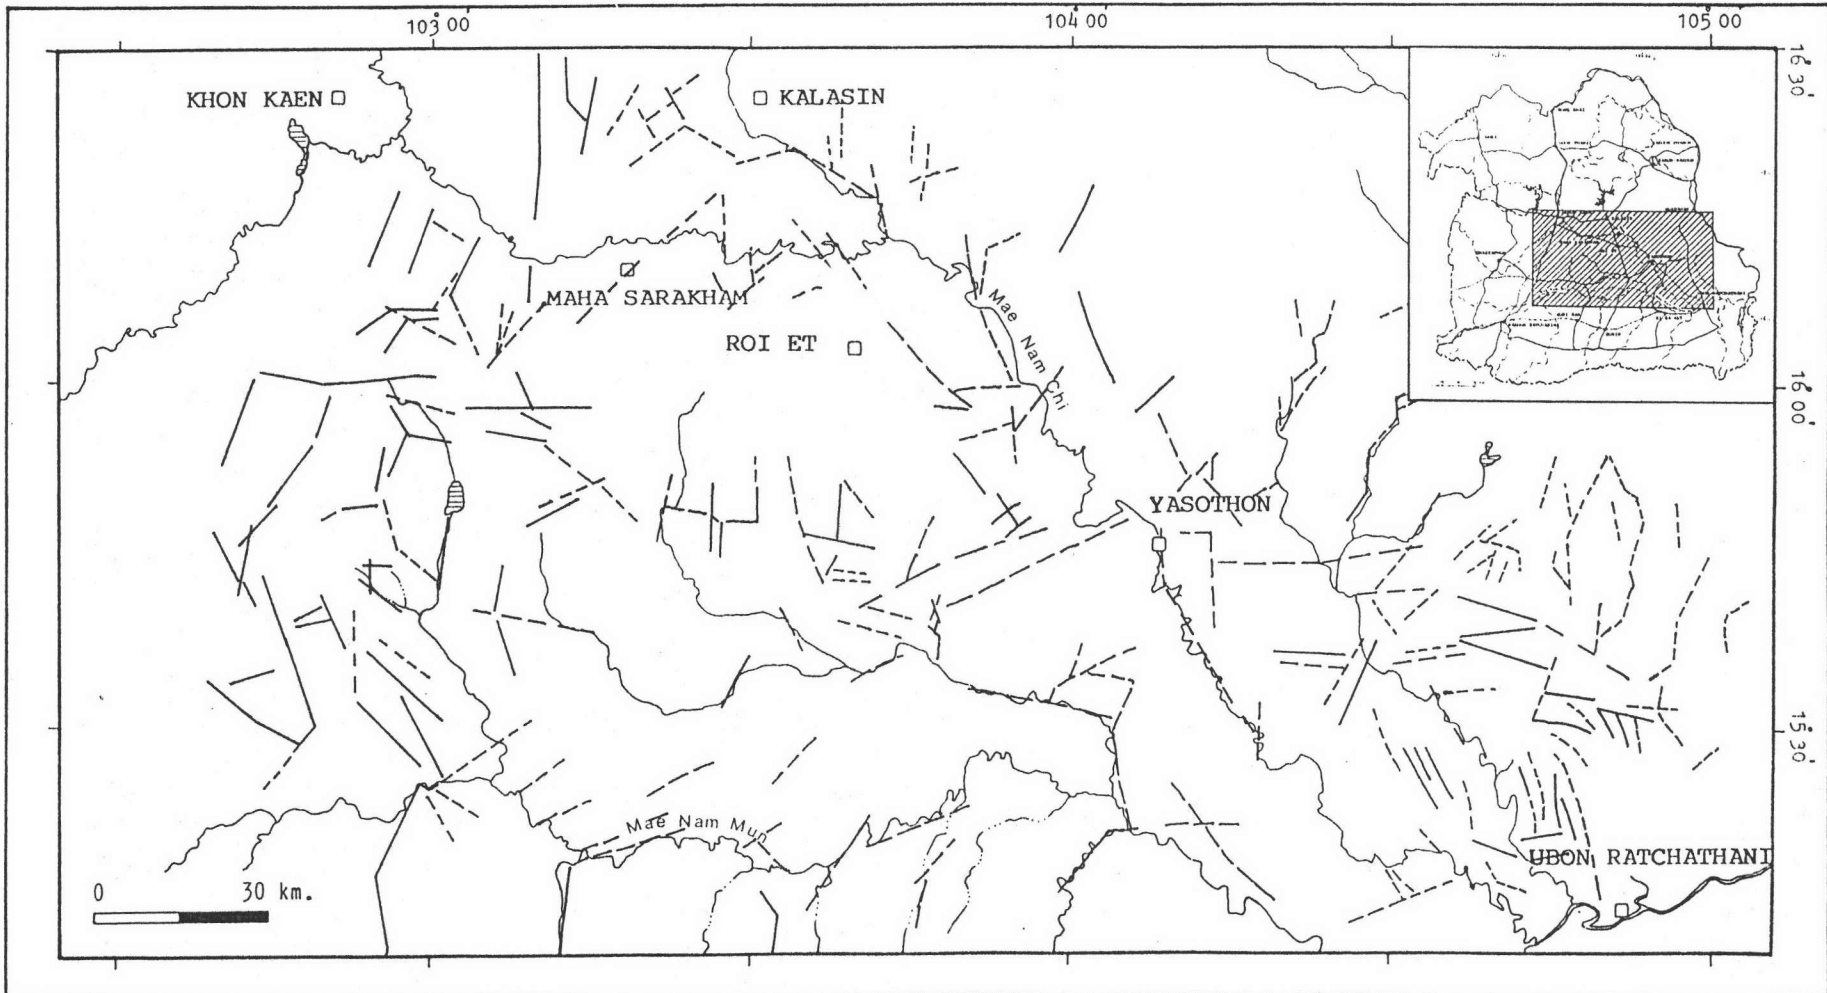 103°00
104°00
105°00
16°30'
KHON KAEN
KALASIN
MAHA SARAKHAM
Mae Nam Chi
ROI ET
16°00'
YASOTHON
15°30'
Mae Nam Mun
UBON RATCHATHANI
0 30 km.